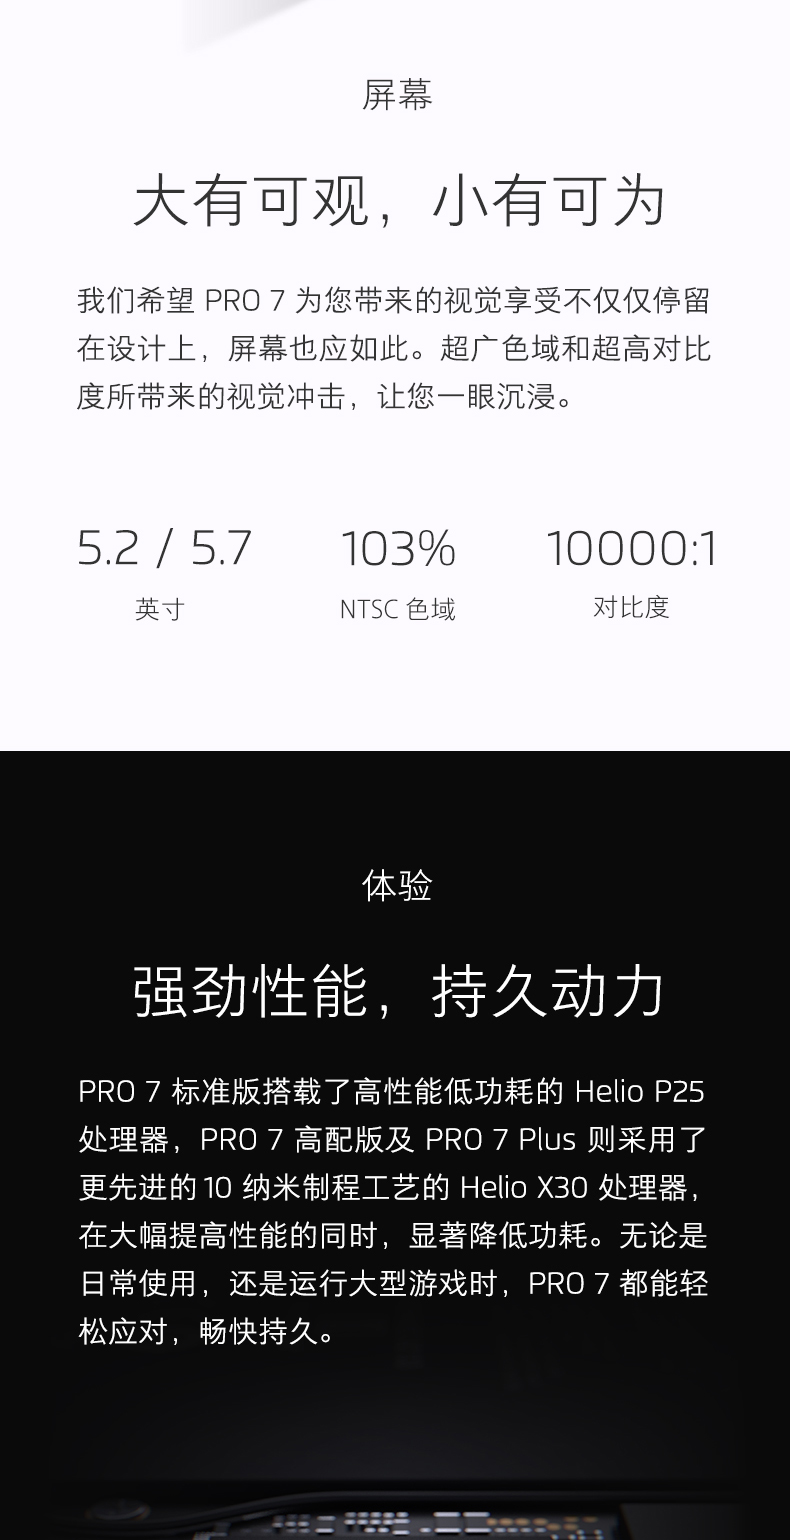 屏幕
大有可观，小有可为
我们希望 PRO 7 为您带来的视觉享受不仅仅停留
在设计上，屏幕也应如此。超广色域和超高对比
度所带来的视觉冲击，让您一眼沉浸。
5.2 / 5.7 103% 10000:1
英寸 NTSC 色域 对比度
体验
强劲性能，持久动力
PRO 7 标准版搭载了高性能低功耗的 Helio P25
处理器，PRO 7 高配版及 PRO 7 Plus 则采用了
更先进的 10 纳米制程工艺的 Helio X30 处理器，
在大幅提高性能的同时，显著降低功耗。无论是
日常使用，还是运行大型游戏时，PRO 7 都能轻
松应对，畅快持久。